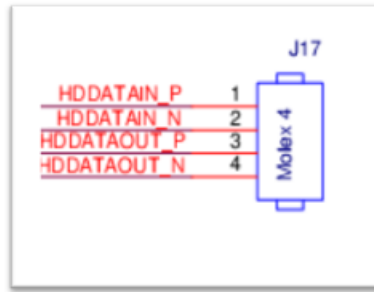 J17
HDDATAIN_P 1
HDDATAIN_N 2
HDDATAOUT_P 3
HDDATAOUT_N 4
Molex 4